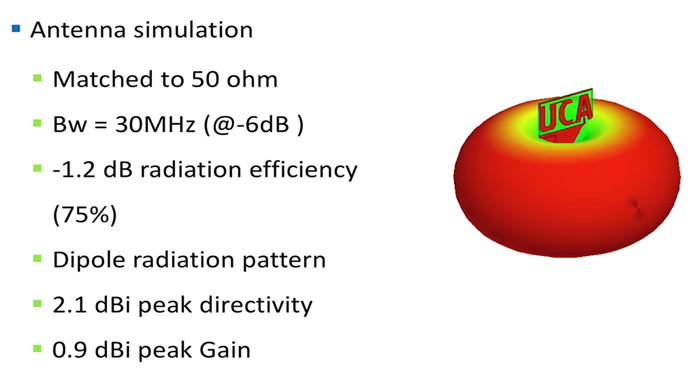 Antenna simulation
Matched to 50 ohm
Bw = 30MHz (@-6dB )
-1.2 dB radiation efficiency
(75%)
Dipole radiation pattern
2.1 dBi peak directivity
0.9 dBi peak Gain
UCA